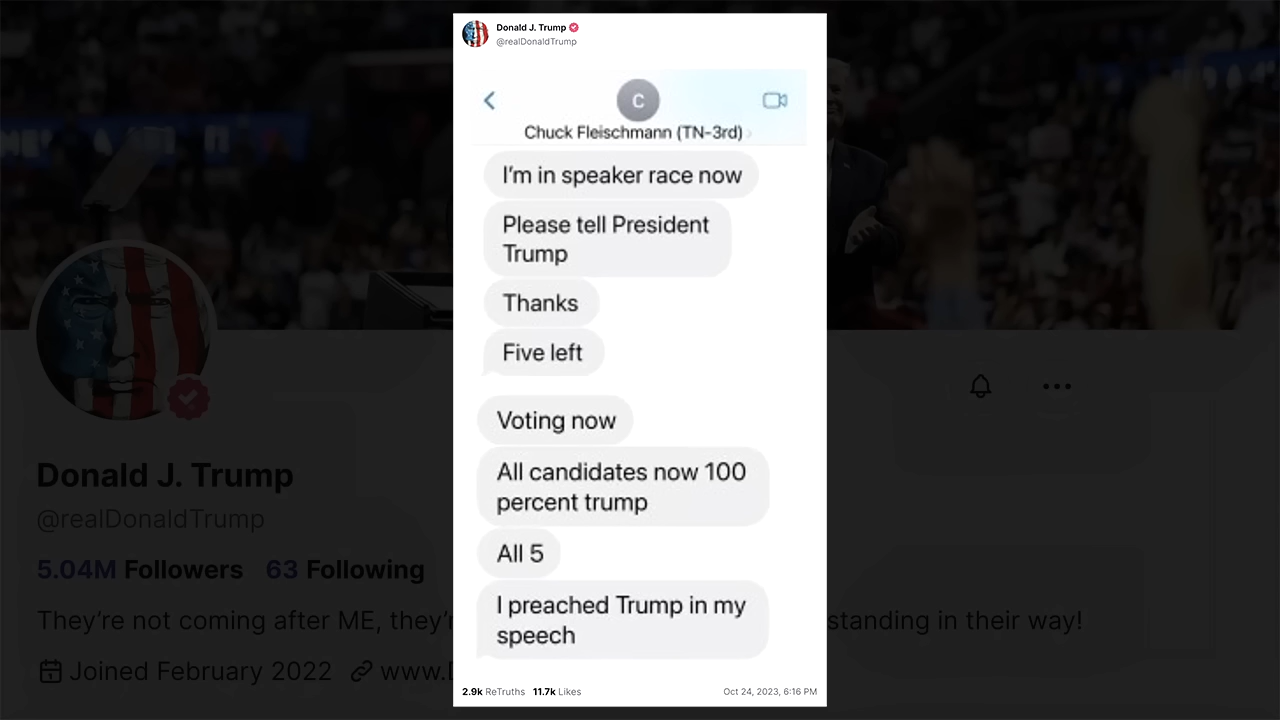 Donald J. Trump
@realDonaldTrump
C
Chuck Fleischmann (TN-3rd)
I'm in speaker race now
Please tell President
Trump
Thanks
Five left
Voting now
All candidates now 100
percent trump
All 5
I preached Trump in my
speech
2.9k ReTruths 11.7k Likes
Oct 24, 2023, 6:16 PM
Donald J. Trump
@realDonaldTrump
5.04M Followers 63 Following
They're not coming after ME, they'r
standing in their way!
Joined February 2022
www.